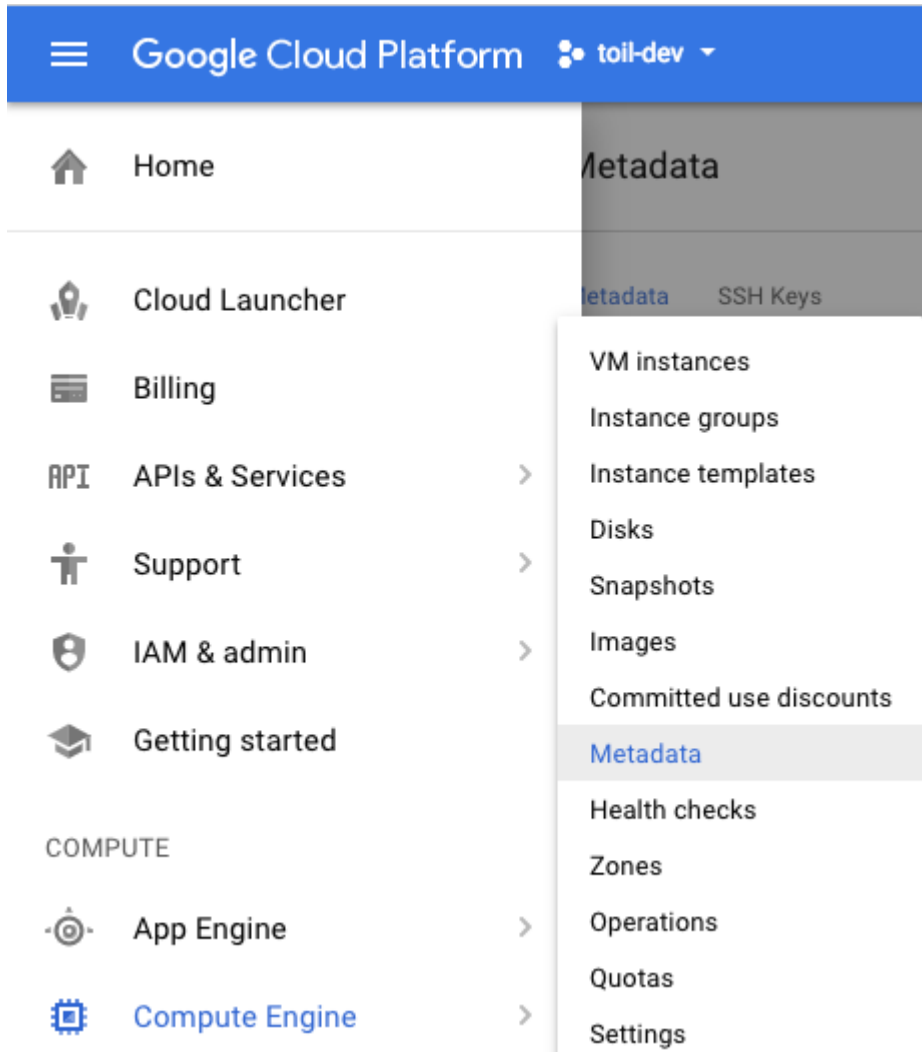 Google Cloud Platform toil-dev
Home
Cloud Launcher
Billing
API APIs & Services
Support
IAM & admin
Getting started
COMPUTE
App Engine
Compute Engine
Metadata
Metadata SSH Keys
VM instances
Instance groups
Instance templates
Disks
Snapshots
Images
Committed use discounts
Metadata
Health checks
Zones
Operations
Quotas
Settings